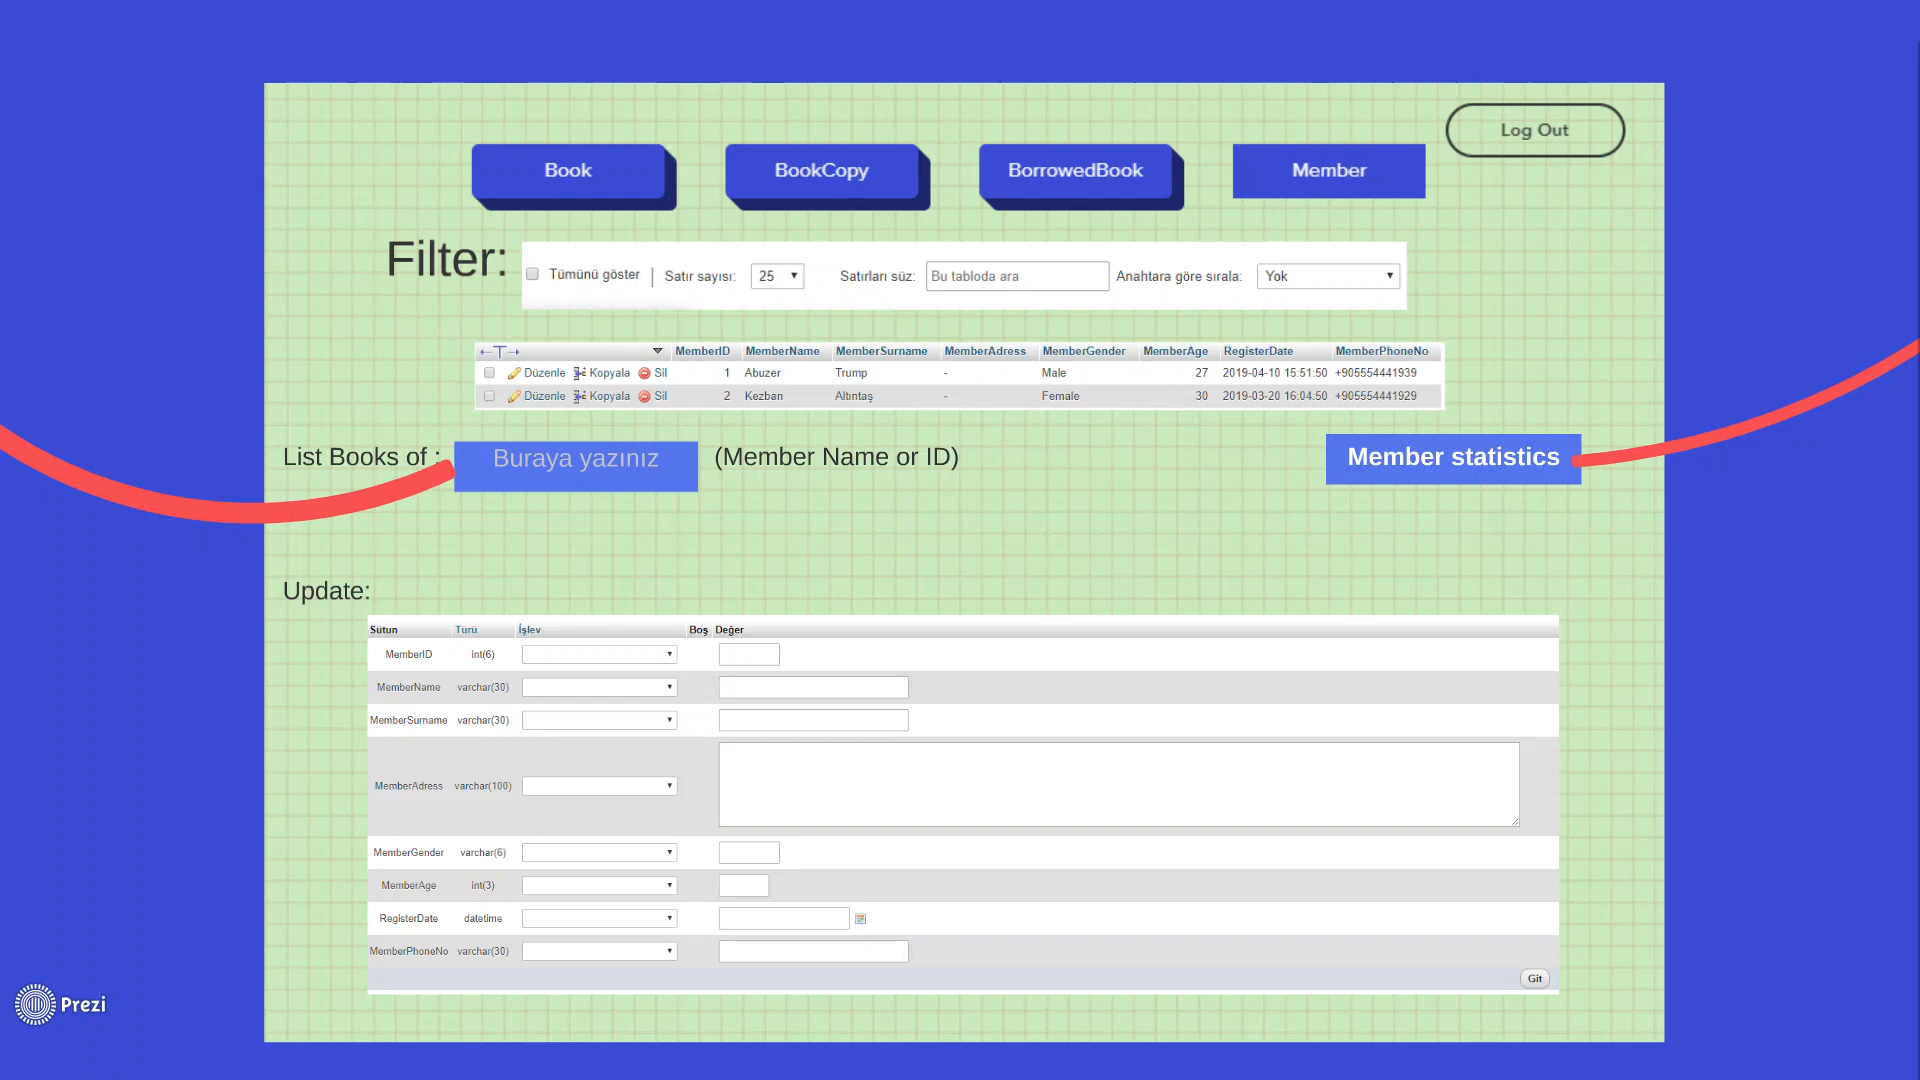 Log Out
Book BookCopy BorrowedBook Member
Filter: Tümünü göster | Satır sayısı: 25 Satırları süz: Bu tabloda ara Anahtara göre sırala: Yok
←T→ MemberID MemberName MemberSurname MemberAdress MemberGender MemberAge RegisterDate MemberPhoneNo
Düzenle Kopyala Sil 1 Abuzer Trump - Male 27 2019-04-10 15:51:50 +905554441939
Düzenle Kopyala Sil 2 Kezban Altıntaş - Female 30 2019-03-20 16:04:50 +905554441929
List Books of : Buraya yazınız (Member Name or ID) Member statistics
Update:
Sütun Türü İşlev Boş Değer
MemberID int(6)
MemberName varchar(30)
MemberSurname varchar(30)
MemberAdress varchar(100)
MemberGender varchar(6)
MemberAge int(3)
RegisterDate datetime
MemberPhoneNo varchar(30)
Git
Prezi